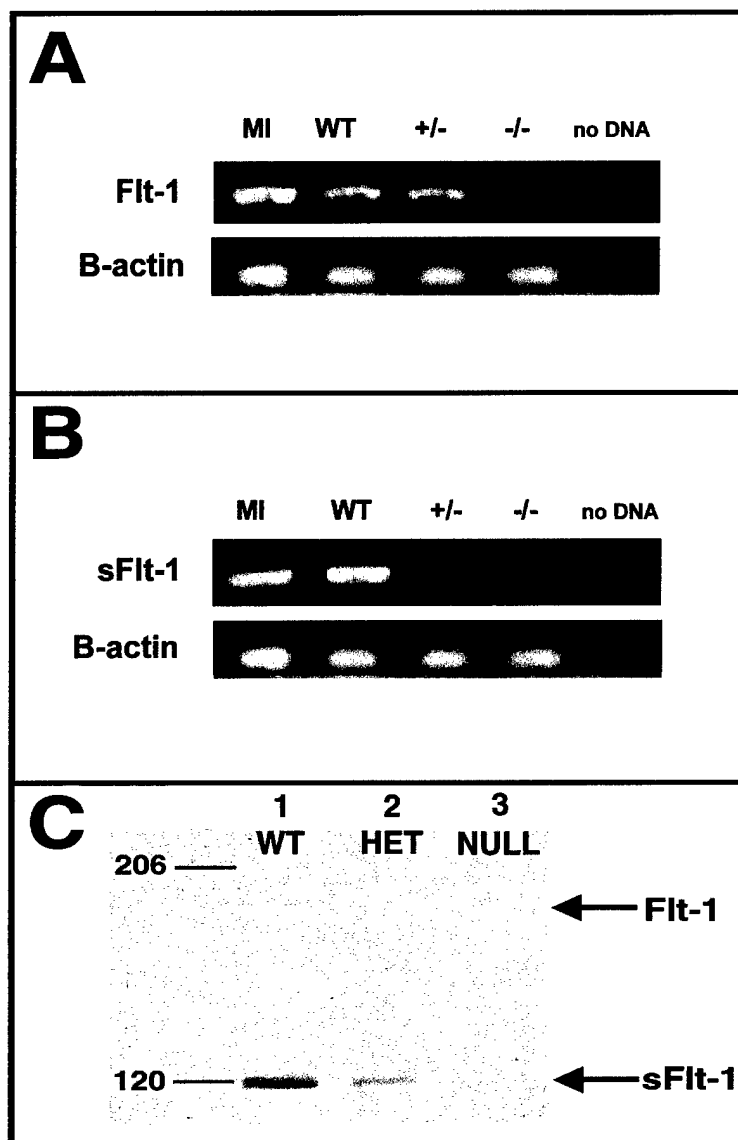 A
MI WT +/- -/- no DNA
Flt-1
B-actin
B
MI WT +/- -/- no DNA
sFlt-1
B-actin
C
1 2 3
WT HET NULL
206
Flt-1
120
sFlt-1